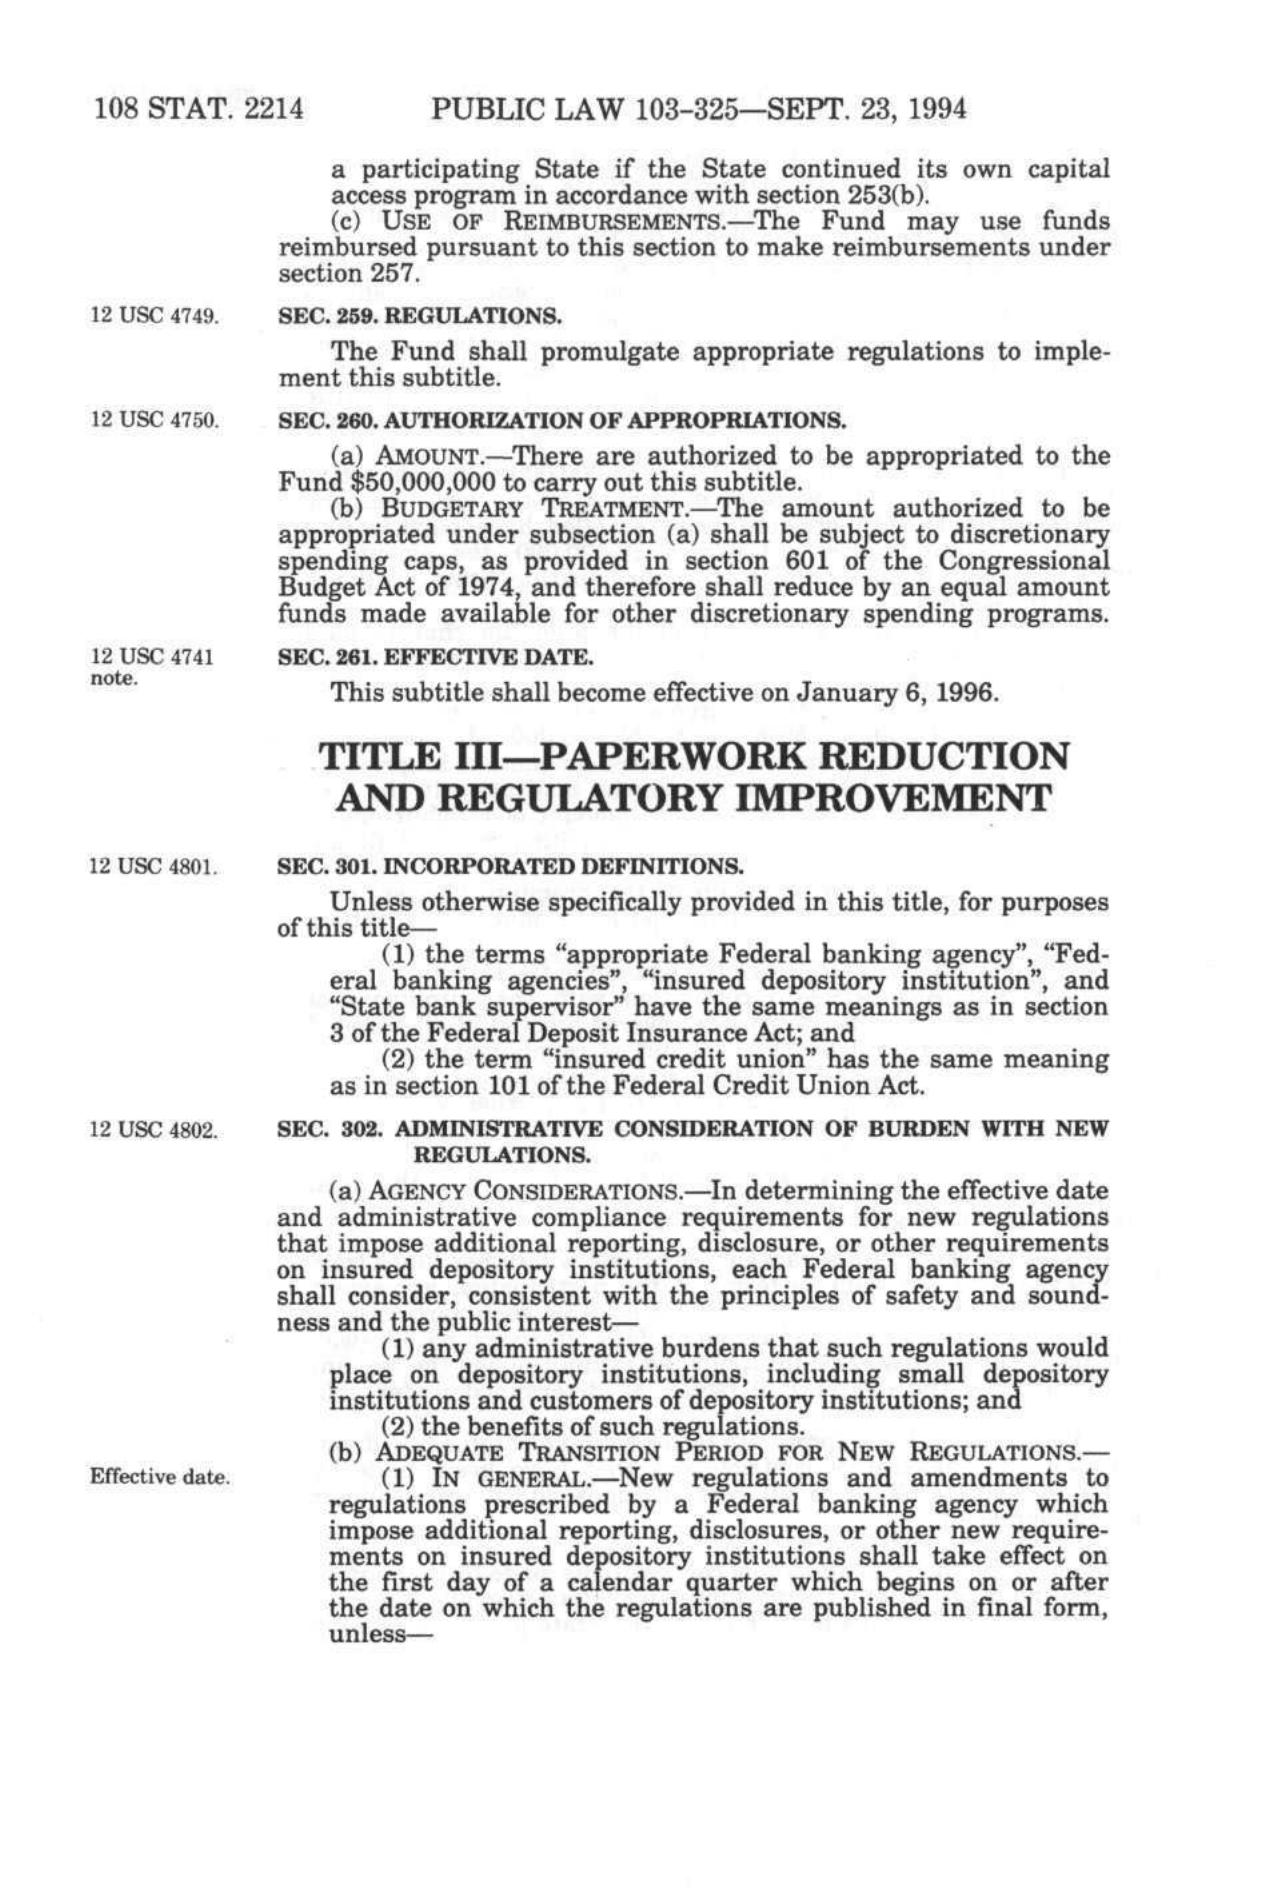 108 STAT. 2214 PUBLIC LAW 103–325—SEPT. 23, 1994
a participating State if the State continued its own capital
access program in accordance with section 253(b).
(c) USE OF REIMBURSEMENTS.—The Fund may use funds
reimbursed pursuant to this section to make reimbursements under
section 257.
12 USC 4749. SEC. 259. REGULATIONS.
The Fund shall promulgate appropriate regulations to imple-
ment this subtitle.
12 USC 4750. SEC. 260. AUTHORIZATION OF APPROPRIATIONS.
(a) AMOUNT.—There are authorized to be appropriated to the
Fund $50,000,000 to carry out this subtitle.
(b) BUDGETARY TREATMENT.—The amount authorized to be
appropriated under subsection (a) shall be subject to discretionary
spending caps, as provided in section 601 of the Congressional
Budget Act of 1974, and therefore shall reduce by an equal amount
funds made available for other discretionary spending programs.
12 USC 4741 SEC. 261. EFFECTIVE DATE.
note.
This subtitle shall become effective on January 6, 1996.
TITLE III—PAPERWORK REDUCTION
AND REGULATORY IMPROVEMENT
12 USC 4801. SEC. 301. INCORPORATED DEFINITIONS.
Unless otherwise specifically provided in this title, for purposes
of this title—
(1) the terms “appropriate Federal banking agency”, “Fed-
eral banking agencies”, “insured depository institution”, and
“State bank supervisor” have the same meanings as in section
3 of the Federal Deposit Insurance Act; and
(2) the term “insured credit union” has the same meaning
as in section 101 of the Federal Credit Union Act.
12 USC 4802. SEC. 302. ADMINISTRATIVE CONSIDERATION OF BURDEN WITH NEW
REGULATIONS.
(a) AGENCY CONSIDERATIONS.—In determining the effective date
and administrative compliance requirements for new regulations
that impose additional reporting, disclosure, or other requirements
on insured depository institutions, each Federal banking agency
shall consider, consistent with the principles of safety and sound-
ness and the public interest—
(1) any administrative burdens that such regulations would
place on depository institutions, including small depository
institutions and customers of depository institutions; and
(2) the benefits of such regulations.
(b) ADEQUATE TRANSITION PERIOD FOR NEW REGULATIONS.—
Effective date. (1) IN GENERAL.—New regulations and amendments to
regulations prescribed by a Federal banking agency which
impose additional reporting, disclosures, or other new require-
ments on insured depository institutions shall take effect on
the first day of a calendar quarter which begins on or after
the date on which the regulations are published in final form,
unless—